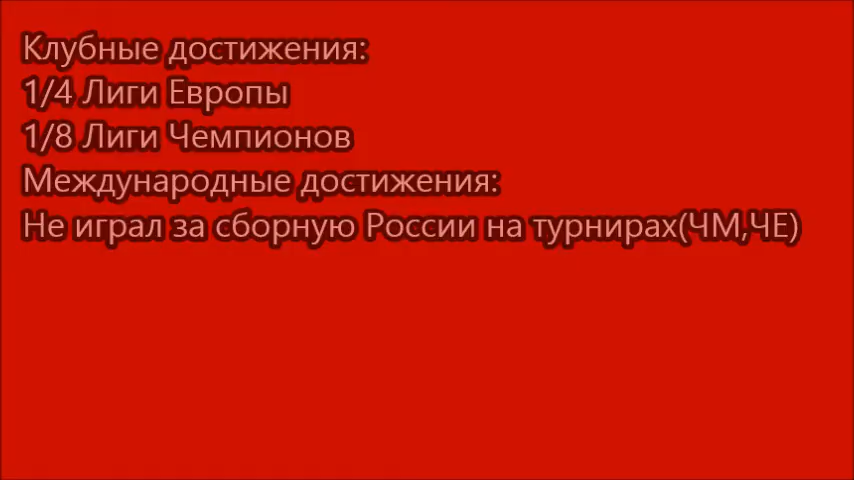 Клубные достижения:
1/4 Лиги Европы
1/8 Лиги Чемпионов
Международные достижения:
Не играл за сборную России на турнирах(ЧМ,ЧЕ)